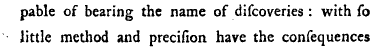 pable of bearing the name of diſcoveries : with ſo
little method and preciſion have the conſequences